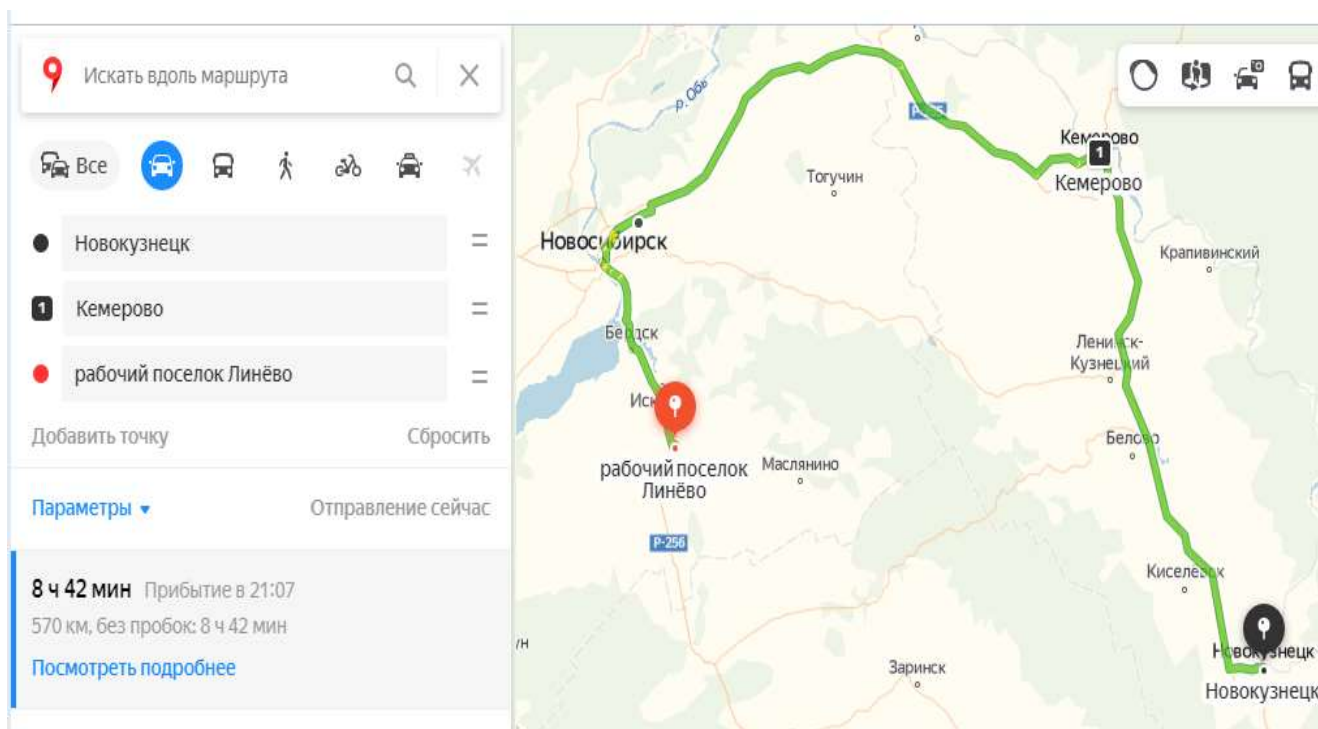 Искать вдоль маршрута
Все
Новокузнецк
1 Кемерово
рабочий поселок Линёво
Добавить точку Сбросить
Параметры Отправление сейчас
8 ч 42 мин Прибытие в 21:07
570 км, без пробок: 8 ч 42 мин
Посмотреть подробнее
р. Обь
Кемерово
1
Кемерово
Тогучин
Новосибирск
Крапивинский
Бердск
Ленинск-
Кузнецкий
Белово
рабочий поселок
Линёво
Маслянино
Р-256
Киселевск
Новокузнецк
Заринск
Новокузнецк